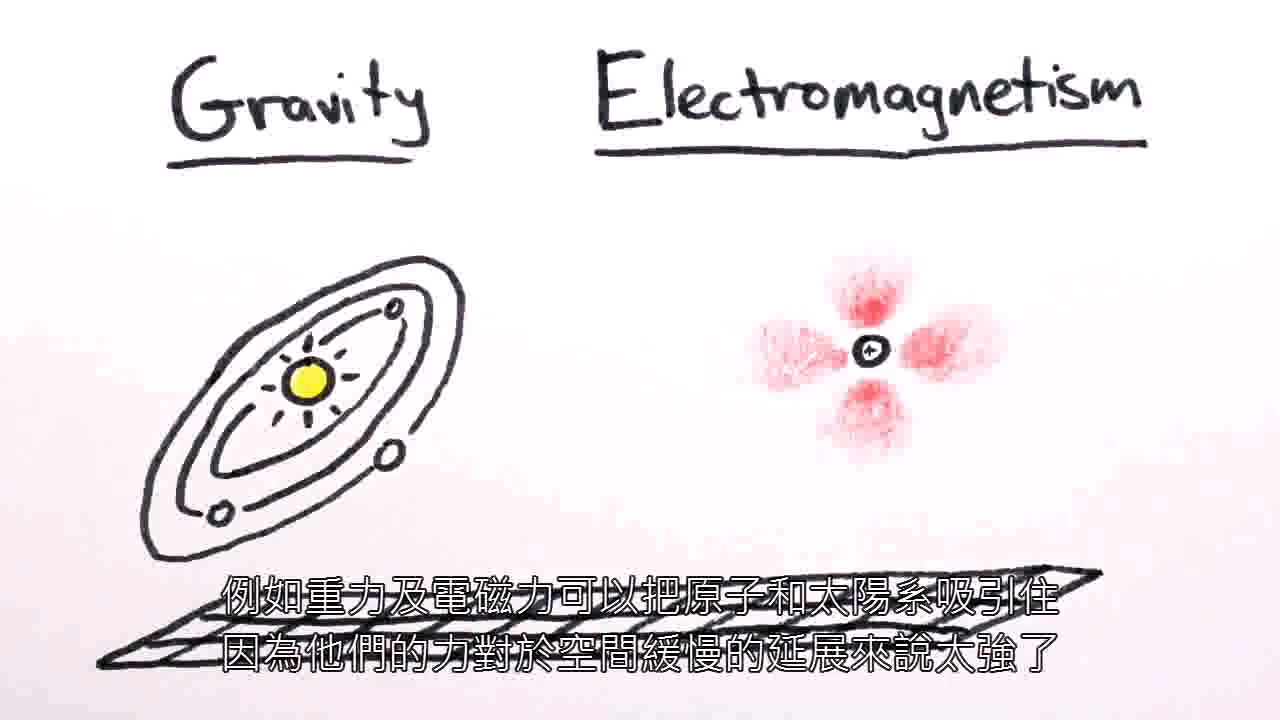 Gravity
Electromagnetism
+
例如重力及電磁力可以把原子和太陽系吸引住
因為他們的力對於空間緩慢的延展來說太強了